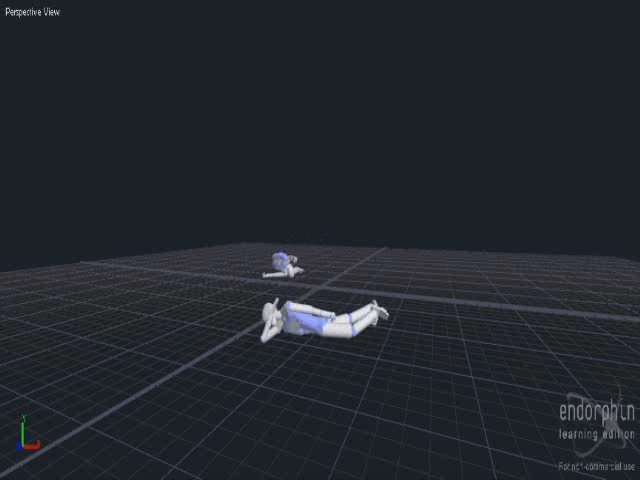 Perspective View
endorphin
learning edition
For non-commercial use
Y